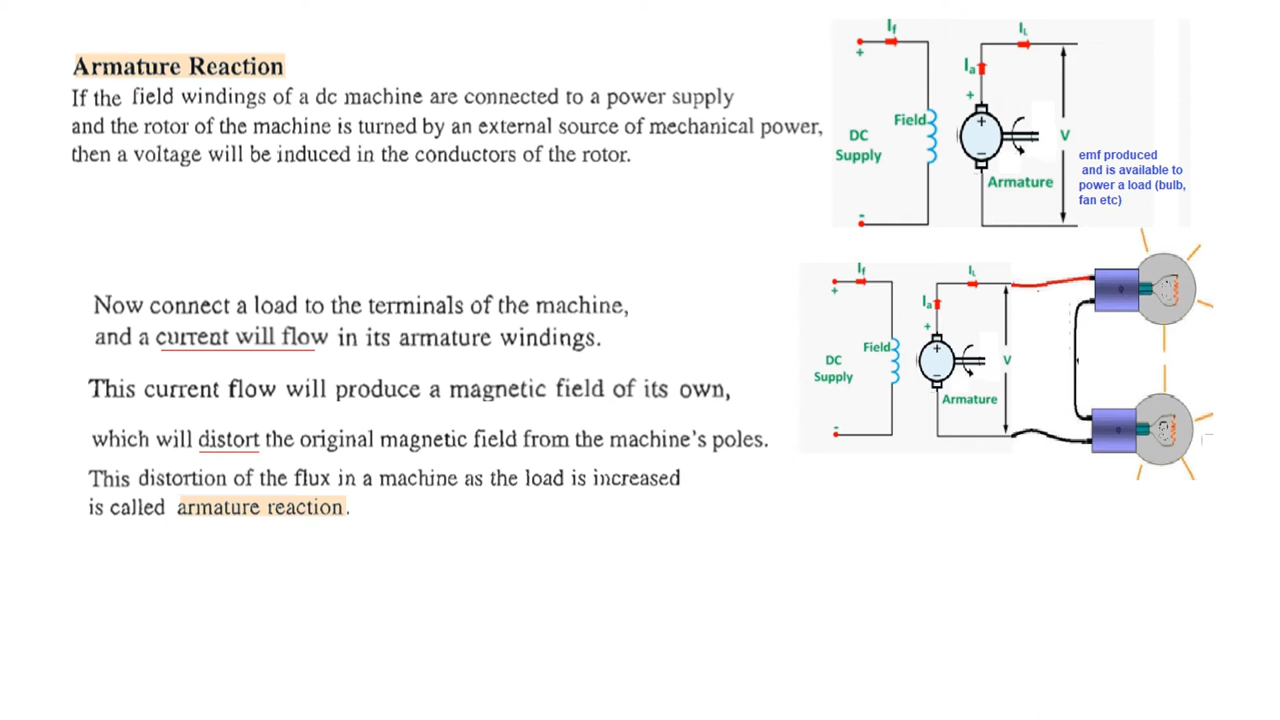 Armature Reaction
If the field windings of a dc machine are connected to a power supply
and the rotor of the machine is turned by an external source of mechanical power,
then a voltage will be induced in the conductors of the rotor.
If
IL
+
Ia
+
Field
+
DC
Supply
V
−
Armature
-
emf produced
and is available to
power a load (bulb,
fan etc)
Now connect a load to the terminals of the machine,
and a current will flow in its armature windings.
This current flow will produce a magnetic field of its own,
which will distort the original magnetic field from the machine's poles.
This distortion of the flux in a machine as the load is increased
is called armature reaction.
If
IL
+
Ia
+
Field
+
DC
Supply
V
−
Armature
-